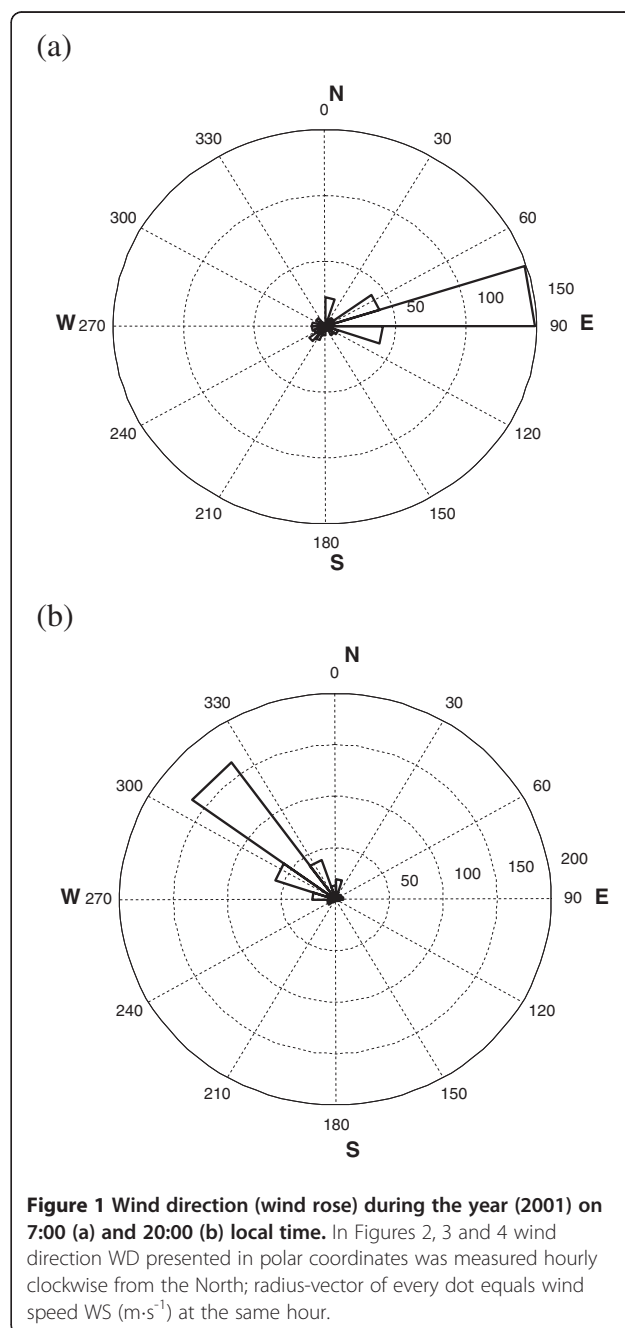 (a)
N
0
330
30
300
60
50
100
150
W 270
90 E
240
120
210
150
180
S
(b)
N
0
330
30
300
60
50
100
150
200
W 270
90 E
240
120
210
150
180
S
Figure 1 Wind direction (wind rose) during the year (2001) on
7:00 (a) and 20:00 (b) local time. In Figures 2, 3 and 4 wind
direction WD presented in polar coordinates was measured hourly
clockwise from the North; radius-vector of every dot equals wind
speed WS (m·s⁻¹) at the same hour.